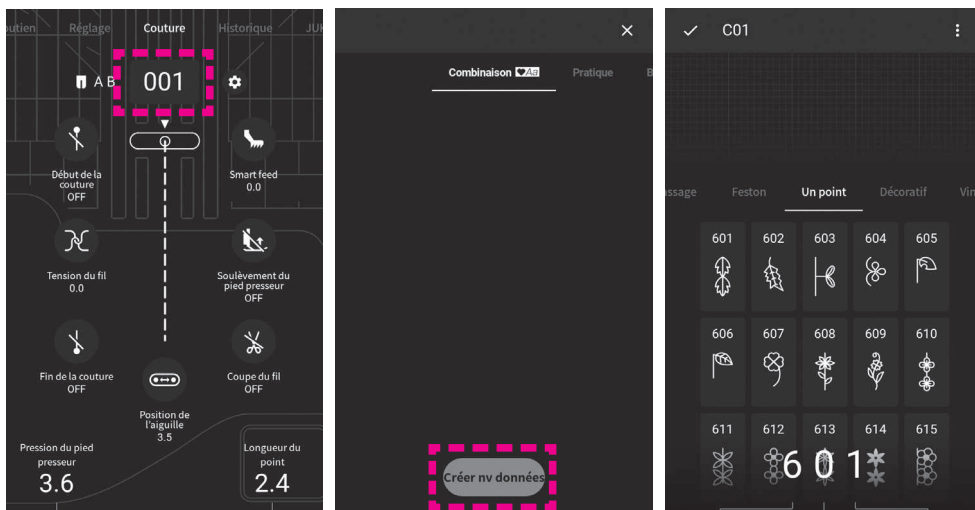 outien Réglage Couture Historique JUK
A B 001
Début de la
couture
OFF
Smart feed
0.0
Tension du fil
0.0
Soulèvement du
pied presseur
OFF
Fin de la couture
OFF
Coupe du fil
OFF
Position de
l'aiguille
3.5
Pression du pied
presseur
3.6
Longueur du
point
2.4
Combinaison Aa Pratique B
Créer nv données
C01
ssage Feston Un point Décoratif Vin
601 602 603 604 605
606 607 608 609 610
611 612 613 614 615
601